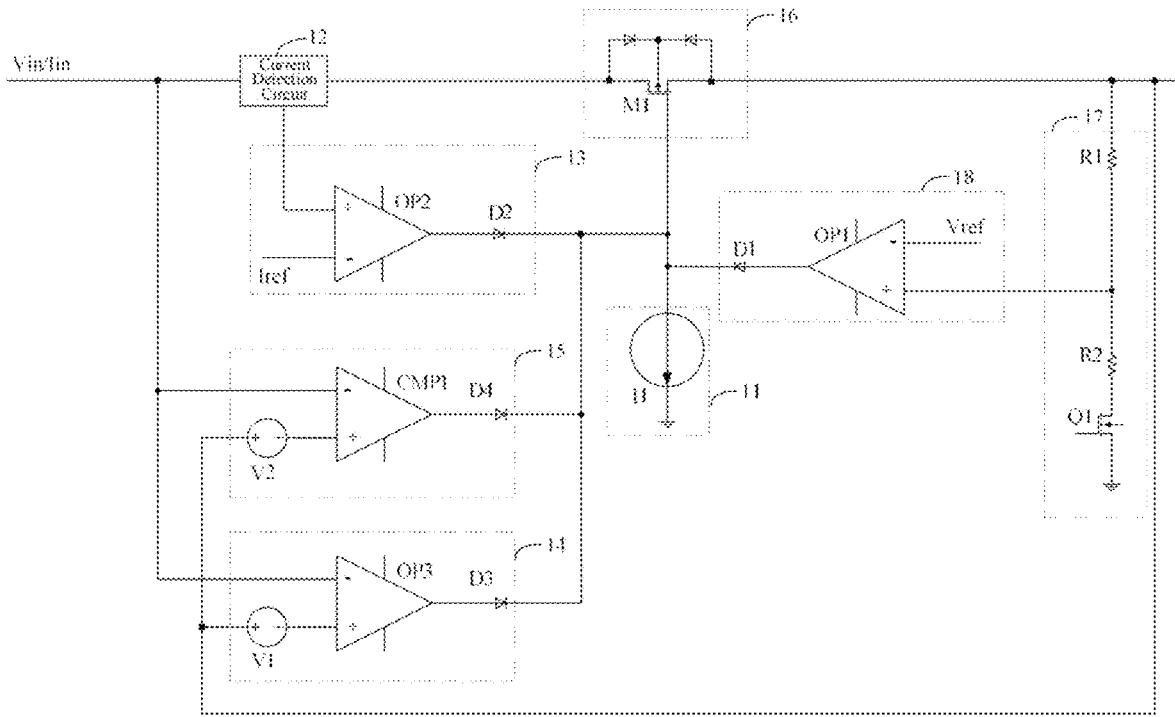 16
12
Vin/Iin
Current
Detection
Circuit
M1
17
13
R1
18
OP2
D2
OP1
Vref
D1
+
-
-
+
Iref
15
R2
CMP1
D4
I1
11
-
Q1
+
-
+
V2
14
OP3
D3
-
+
-
+
V1